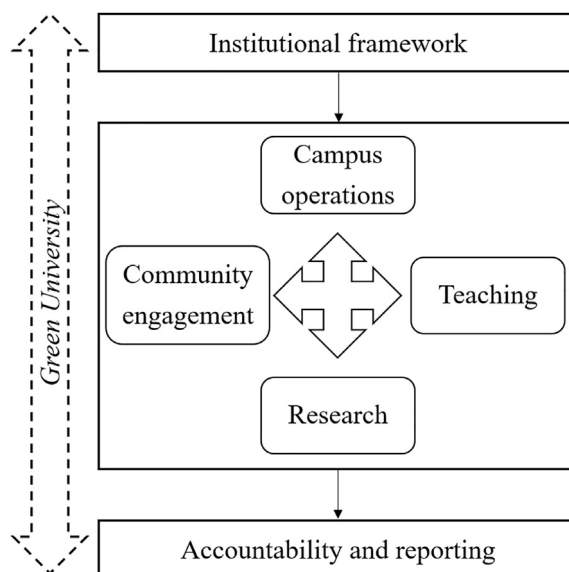 Institutional framework
Campus
operations
Community
engagement
Teaching
Research
Green University
Accountability and reporting